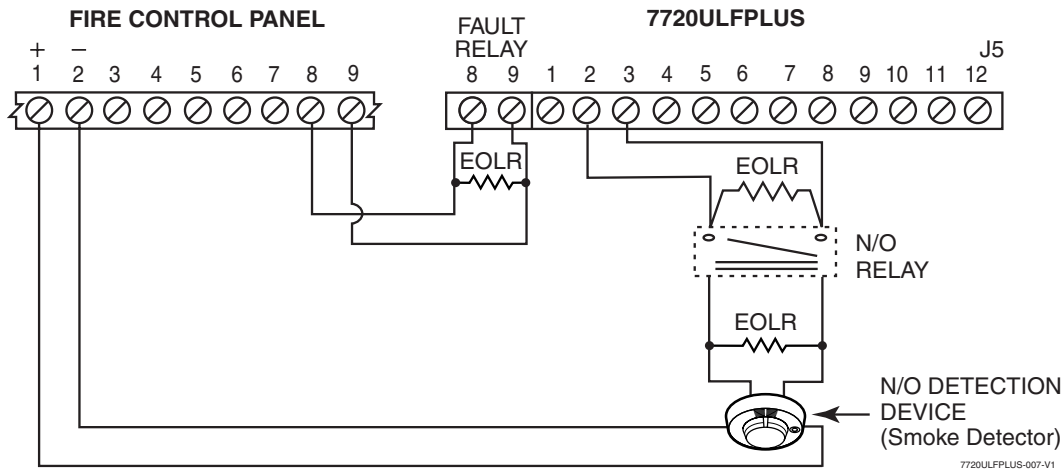 FIRE CONTROL PANEL
+ −
1 2 3 4 5 6 7 8 9
FAULT
RELAY
8 9
7720ULFPLUS
J5
1 2 3 4 5 6 7 8 9 10 11 12
EOLR
EOLR
N/O
RELAY
EOLR
N/O DETECTION
DEVICE
(Smoke Detector)
7720ULFPLUS-007-V1